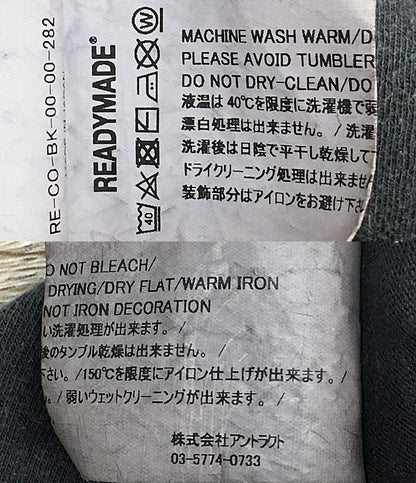 RE-CO-BK-00-00-282
READYMADE®
40
W
MACHINE WASH WARM/D
PLEASE AVOID TUMBLER
DO NOT DRY-CLEAN/DO
液温は 40℃を限度に洗濯機で弱
漂白処理は出来ません。/ 洗濯
洗濯後は日陰で平干し乾燥して
ドライクリーニング処理は出来ませ
装飾部分はアイロンをお避け下さ
O NOT BLEACH/
DRYING/DRY FLAT/WARM IRON
NOT IRON DECORATION
い洗濯処理が出来ます。/
後のタンブル乾燥は出来ません。/
下さい。/150℃を限度にアイロン仕上げが出来ます。/
ん。/ 弱いウェットクリーニングが出来ます。/
株式会社アントラクト
03-5774-0733